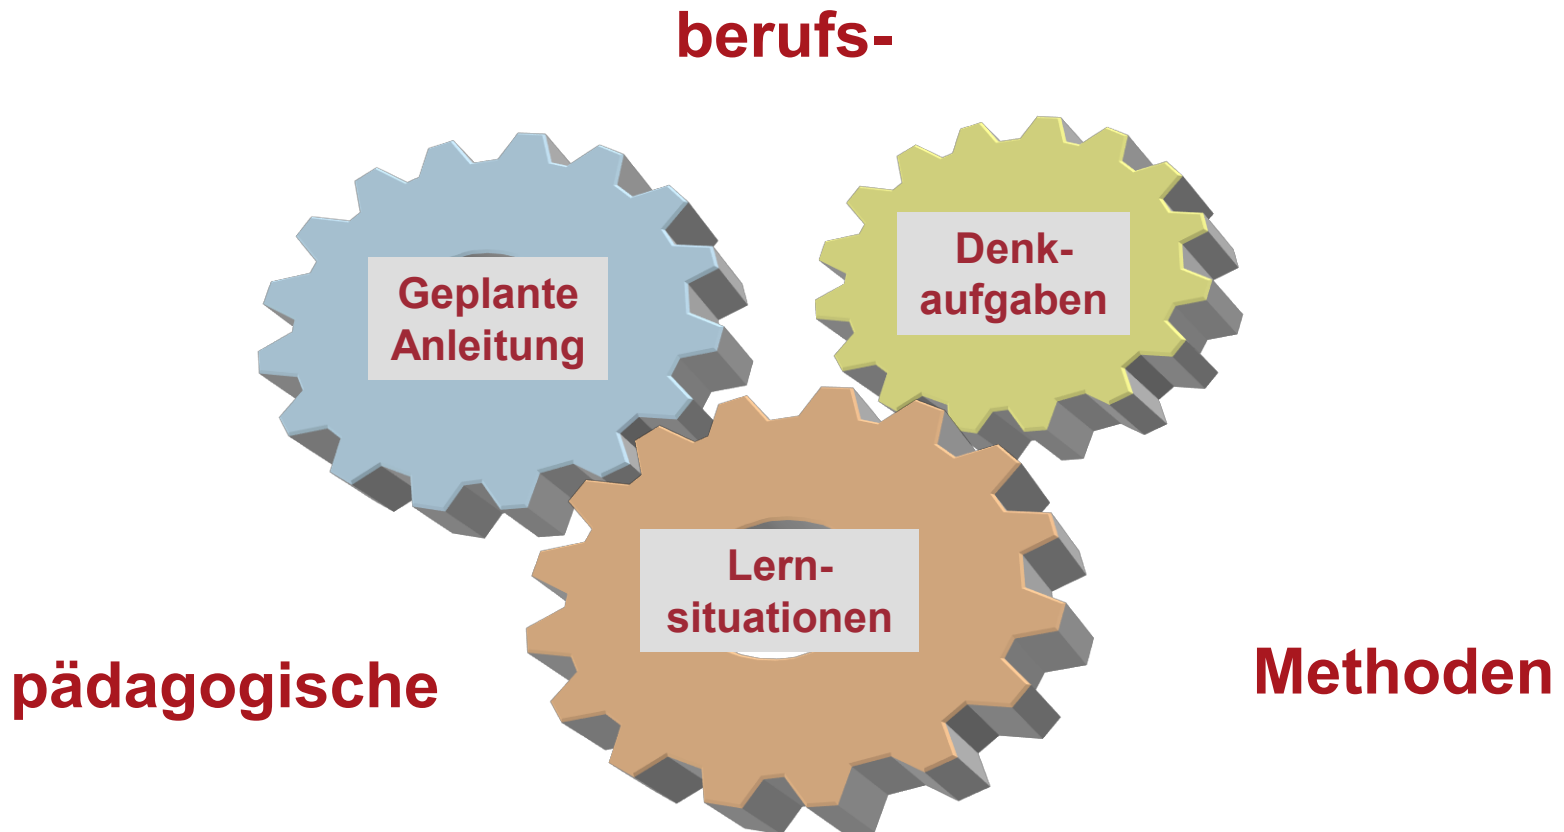 berufs-
Geplante
Anleitung
Denk-
aufgaben
Lern-
situationen
pädagogische
Methoden